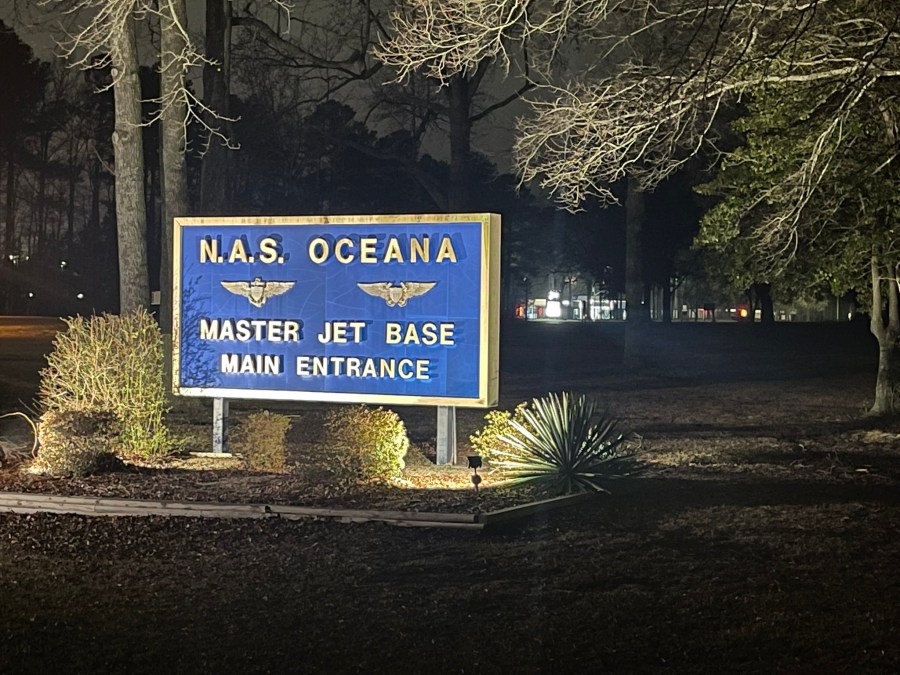 N.A.S. OCEANA
MASTER JET BASE
MAIN ENTRANCE